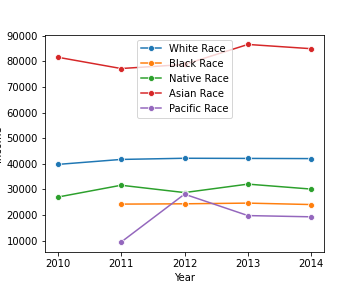 90000
80000
70000
60000
50000
40000
30000
20000
10000
White Race
Black Race
Native Race
Asian Race
Pacific Race
2010 2011 2012 2013 2014
Year